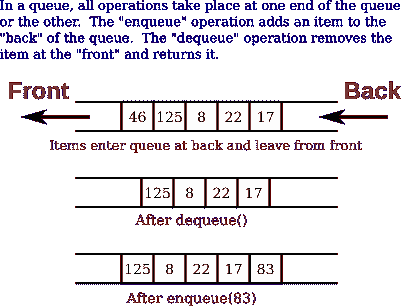 In a queue, all operations take place at one end of the queue
or the other. The "enqueue" operation adds an item to the
"back" of the queue. The "dequeue" operation removes the
item at the "front" and returns it.
Front Back
46 125 8 22 17
Items enter queue at back and leave from front
125 8 22 17
After dequeue()
125 8 22 17 83
After enqueue(83)